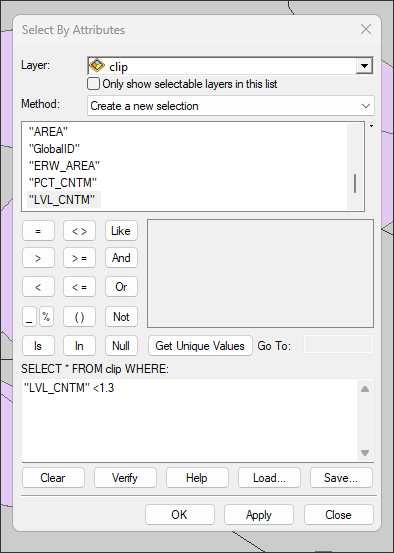 Select By Attributes
Layer:
clip
Only show selectable layers in this list
Method:
Create a new selection
"AREA"
"GlobalID"
"ERW_AREA"
"PCT_CNTM"
"LVL_CNTM"
= < > Like
> > = And
< < = Or
_ % ( ) Not
Is In Null Get Unique Values Go To:
SELECT * FROM clip WHERE:
"LVL_CNTM" <1.3
Clear Verify Help Load... Save...
OK Apply Close